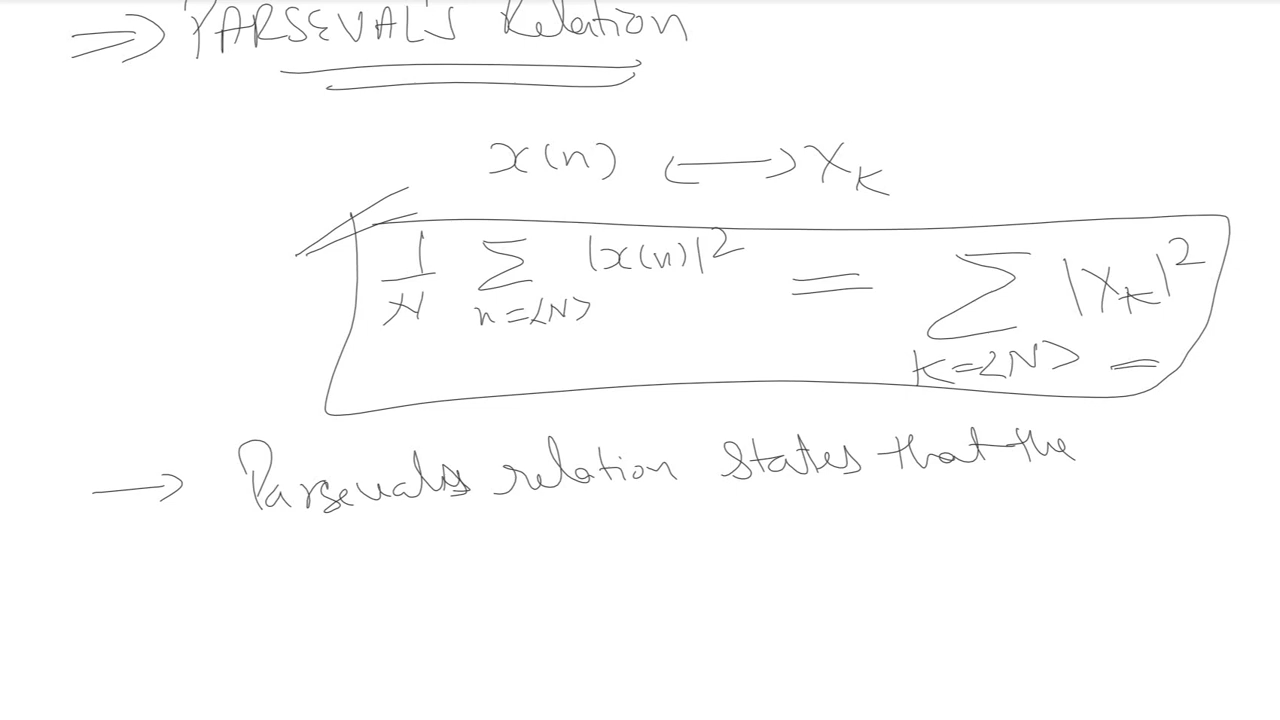 ⇒ PARSEVAL'S Relation
x(n) ⟷ X_K
1/N Σ_{n=<N>} |x(n)|² = Σ_{K=<N>} |X_K|²
→ Parsevals relation states that the